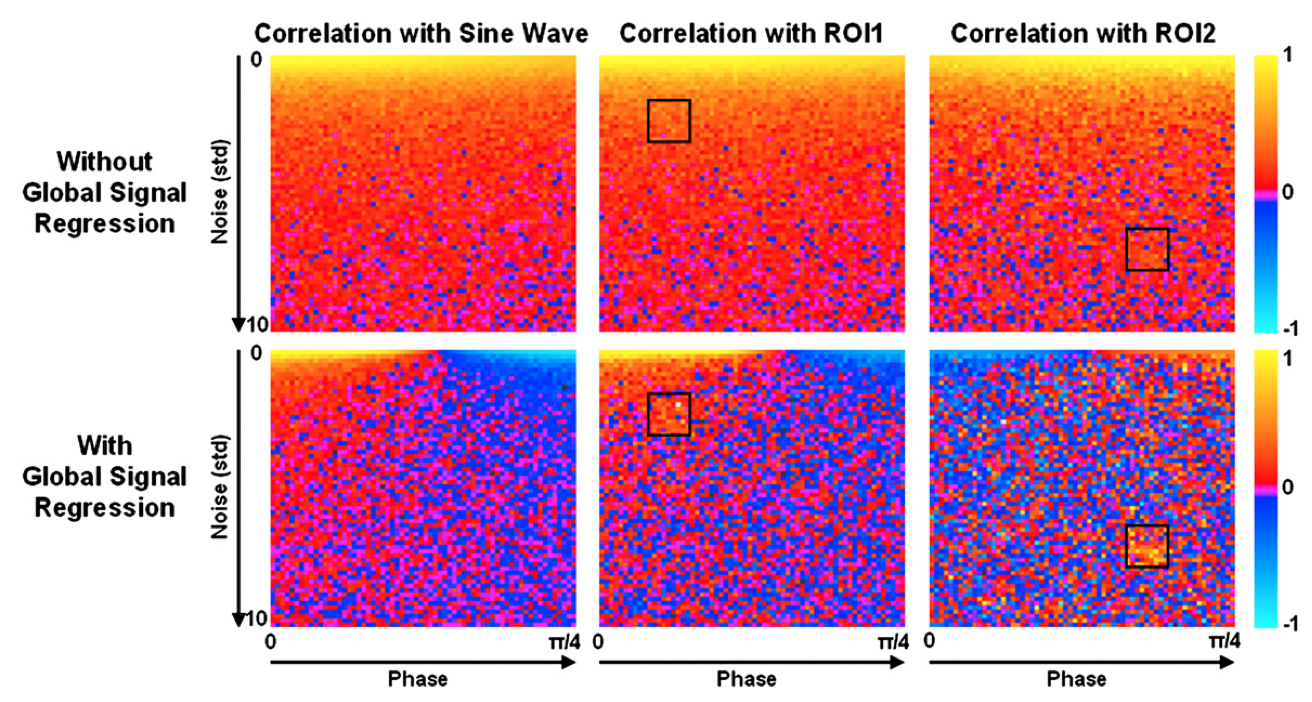 Correlation with Sine Wave
Correlation with ROI1
Correlation with ROI2
Without
Global Signal
Regression
Noise (std)
0
10
1
0
-1
With
Global Signal
Regression
Noise (std)
0
10
1
0
-1
0
π/4
0
π/4
0
π/4
Phase
Phase
Phase